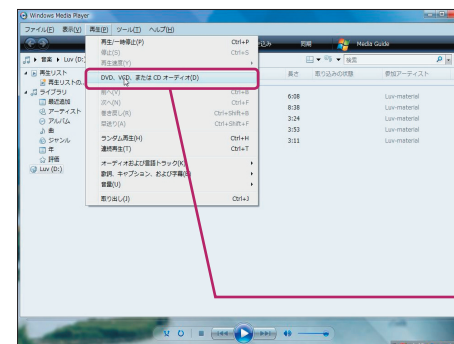 Windows Media Player
ファイル(F) 表示(V) 再生(P) ツール(T) ヘルプ(H)
再生/一時停止(P) Ctrl+P
停止(S) Ctrl+S
再生速度(Y)
DVD、VCD、または CD オーディオ(D)
前へ(V) Ctrl+B
次へ(N) Ctrl+F
巻き戻し(R) Ctrl+Shift+B
早送り(A) Ctrl+Shift+F
ランダム再生(H) Ctrl+H
連続再生(T) Ctrl+T
オーディオおよび言語トラック(K)
歌詞、キャプション、および字幕(B)
音量(U)
取り出し(J) Ctrl+J
込み 同期 Media Guide
音楽 Luv (D:)
検索
再生リスト
再生リストの...
ライブラリ
最近追加
アーティスト
アルバム
曲
ジャンル
年
評価
Luv (D:)
長さ 取り込みの状態 参加アーティスト
6:08 Luv-material
8:38 Luv-material
3:24 Luv-material
3:53 Luv-material
3:11 Luv-material